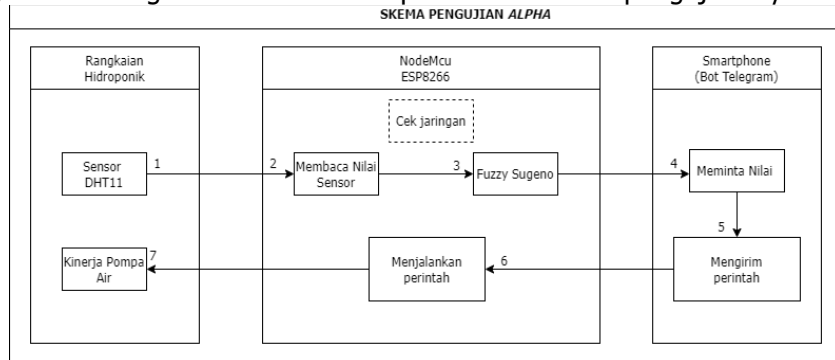 SKEMA PENGUJIAN ALPHA
Rangkaian
Hidroponik
NodeMcu
ESP8266
Smartphone
(Bot Telegram)
Cek jaringan
Sensor
DHT11
1
2
Membaca Nilai
Sensor
3
Fuzzy Sugeno
4
Meminta Nilai
5
Kinerja Pompa
Air
7
Menjalankan
perintah
6
Mengirim
perintah